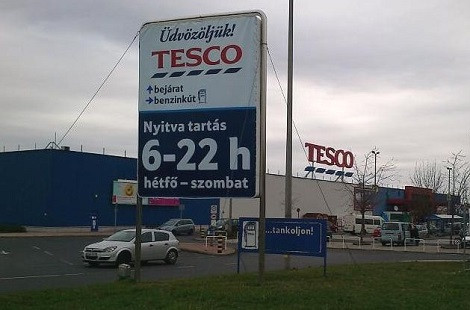 Üdvözöljük!
TESCO
↑ bejárat
→ benzinkút
Nyitva tartás
6-22 h
hétfő – szombat
TESCO
...tankoljon!